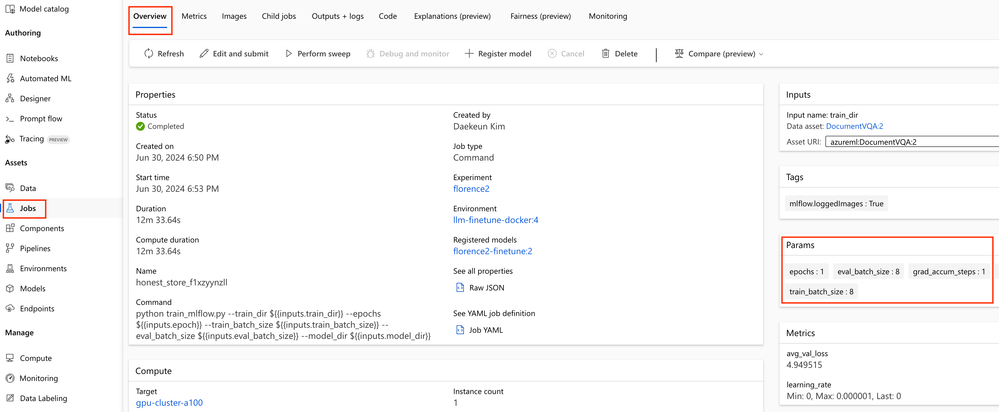 Model catalog
Authoring
Notebooks
Automated ML
Designer
Prompt flow
Tracing PREVIEW
Assets
Data
Jobs
Components
Pipelines
Environments
Models
Endpoints
Manage
Compute
Monitoring
Data Labeling
Overview Metrics Images Child jobs Outputs + logs Code Explanations (preview) Fairness (preview) Monitoring
Refresh Edit and submit Perform sweep Debug and monitor Register model Cancel Delete Compare (preview)
Properties
Status
Completed
Created on
Jun 30, 2024 6:50 PM
Start time
Jun 30, 2024 6:53 PM
Duration
12m 33.64s
Compute duration
12m 33.64s
Name
honest_store_f1xzyynzll
Command
python train_mlflow.py --train_dir ${{inputs.train_dir}} --epochs
${{inputs.epoch}} --train_batch_size ${{inputs.train_batch_size}} --
eval_batch_size ${{inputs.eval_batch_size}} --model_dir ${{inputs.model_dir}}
Created by
Daekeun Kim
Job type
Command
Experiment
florence2
Environment
llm-finetune-docker:4
Registered models
florence2-finetune:2
See all properties
Raw JSON
See YAML job definition
Job YAML
Compute
Target
gpu-cluster-a100
Instance count
1
Inputs
Input name: train_dir
Data asset: DocumentVQA:2
Asset URI: azureml:DocumentVQA:2
Tags
mlflow.loggedImages : True
Params
epochs : 1 eval_batch_size : 8 grad_accum_steps : 1
train_batch_size : 8
Metrics
avg_val_loss
4.949515
learning_rate
Min: 0, Max: 0.000001, Last: 0